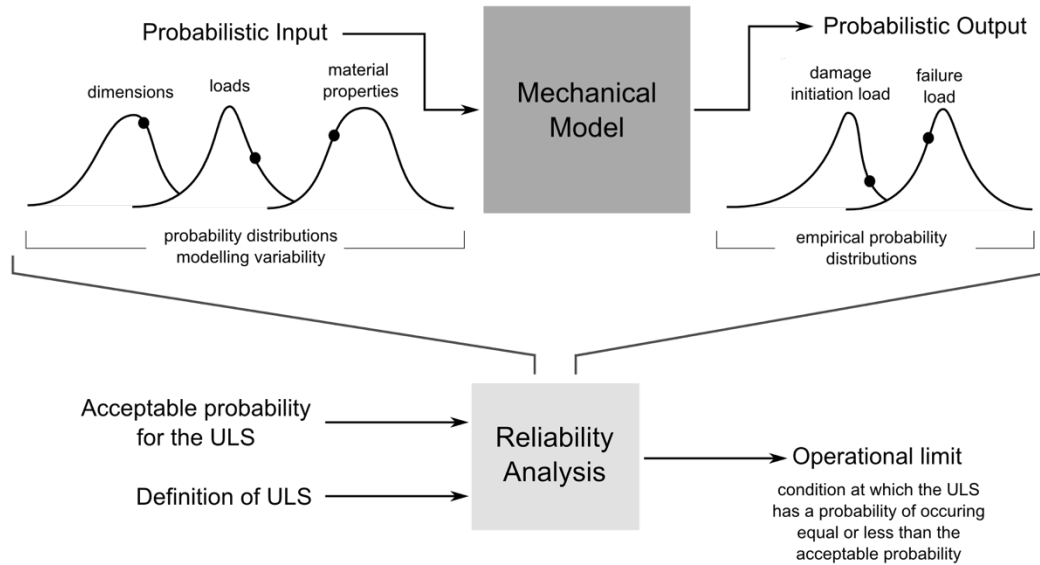 Probabilistic Input
dimensions
loads
material
properties
probability distributions
modelling variability
Mechanical
Model
Probabilistic Output
damage
initiation load
failure
load
empirical probability
distributions
Acceptable probability
for the ULS
Definition of ULS
Reliability
Analysis
Operational limit
condition at which the ULS
has a probability of occuring
equal or less than the
acceptable probability